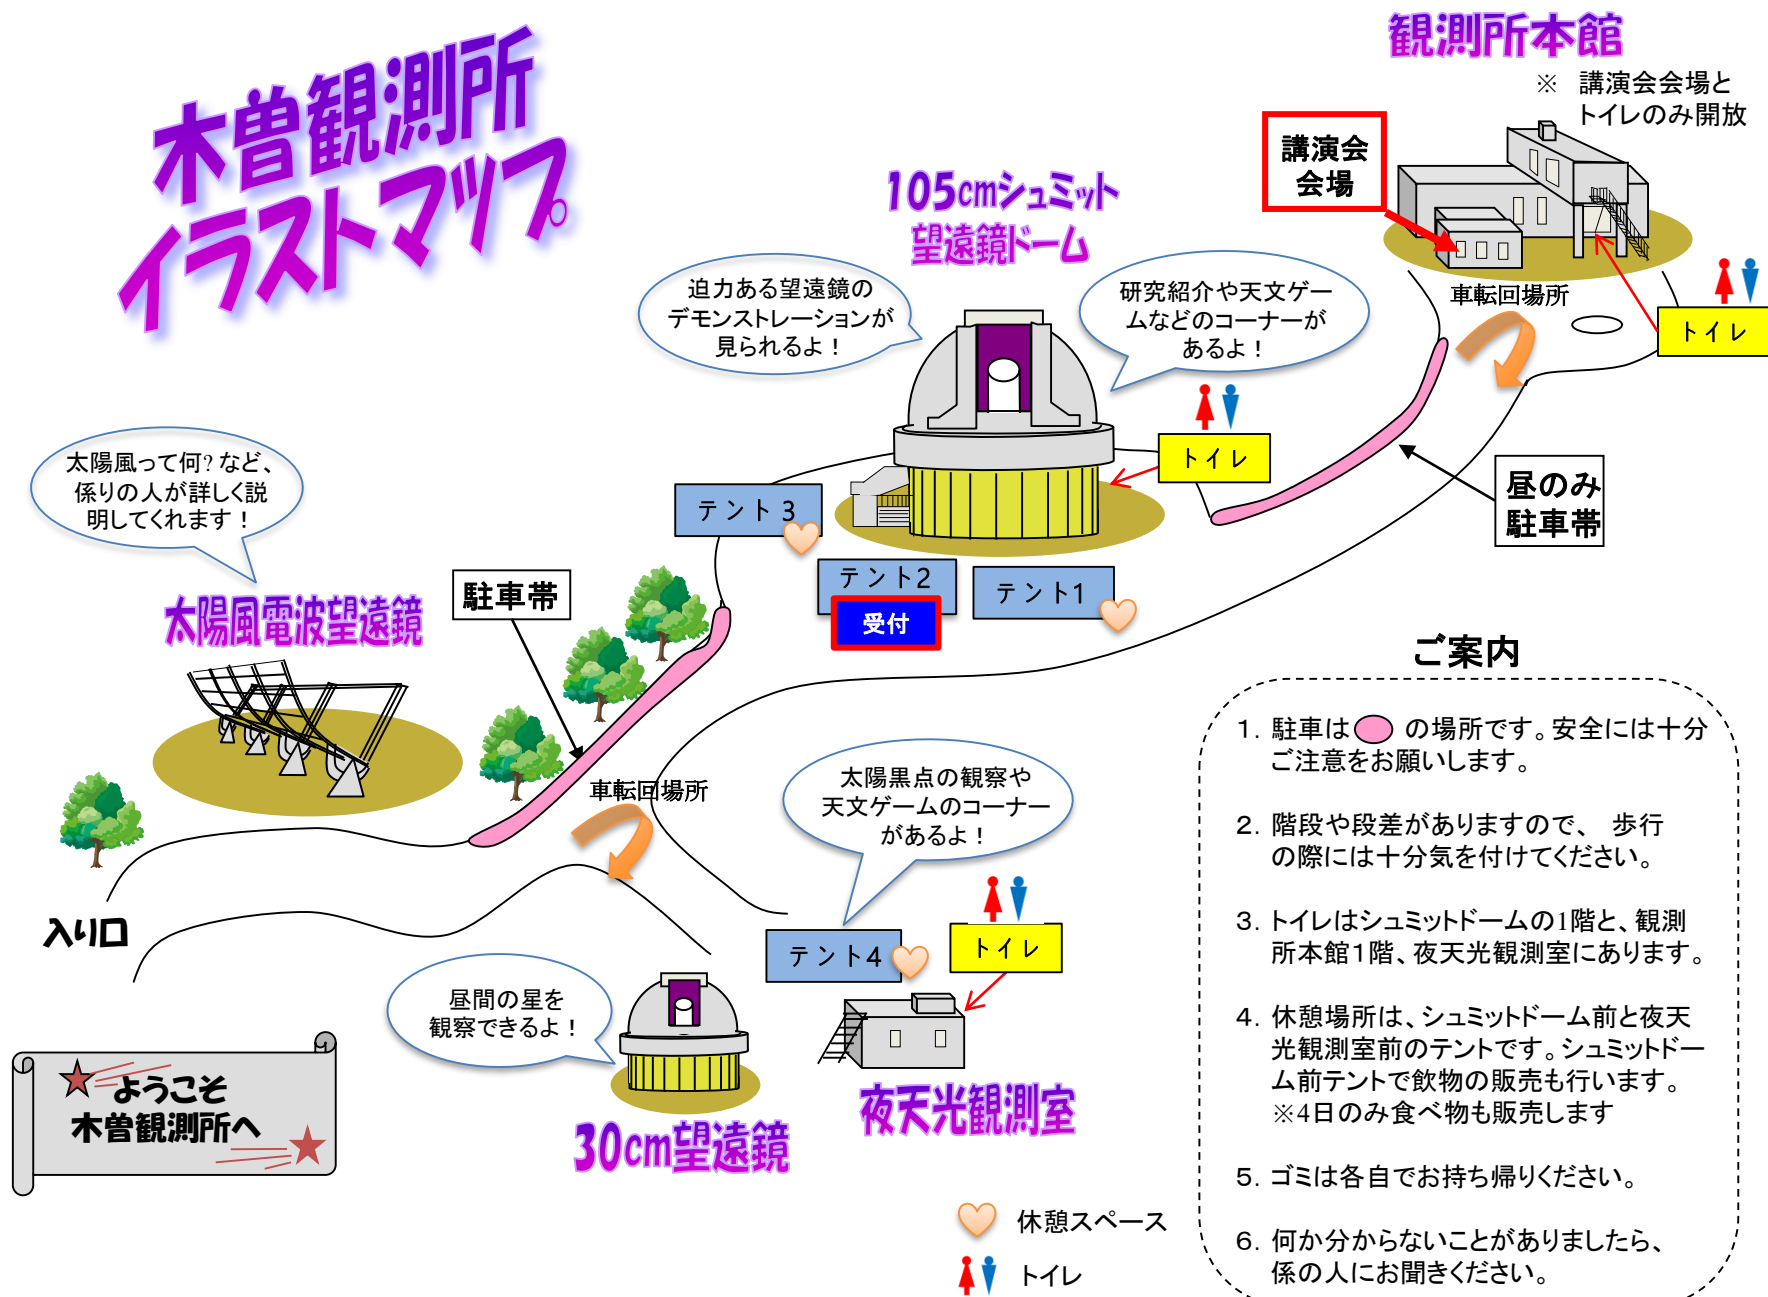 木曽観測所
イラストマップ
観測所本館
※ 講演会会場と
トイレのみ開放
講演会
会場
105cmシュミット
望遠鏡ドーム
迫力ある望遠鏡の
デモンストレーションが
見られるよ！
研究紹介や天文ゲー
ムなどのコーナーが
あるよ！
車転回場所
トイレ
トイレ
昼のみ
駐車帯
太陽風って何？など、
係りの人が詳しく説
明してくれます！
太陽風電波望遠鏡
駐車帯
テント３
テント2
受付
テント1
車転回場所
太陽黒点の観察や
天文ゲームのコーナー
があるよ！
入り口
テント4
トイレ
昼間の星を
観察できるよ！
30cm望遠鏡
夜天光観測室
ようこそ
木曽観測所へ
休憩スペース
トイレ
ご案内
１．駐車は の場所です。安全には十分
ご注意をお願いします。
２．階段や段差がありますので、 歩行
の際には十分気を付けてください。
３．トイレはシュミットドームの1階と、観測
所本館１階、夜天光観測室にあります。
４．休憩場所は、シュミットドーム前と夜天
光観測室前のテントです。シュミットドー
ム前テントで飲物の販売も行います。
※4日のみ食べ物も販売します
５．ゴミは各自でお持ち帰りください。
６．何か分からないことがありましたら、
係の人にお聞きください。